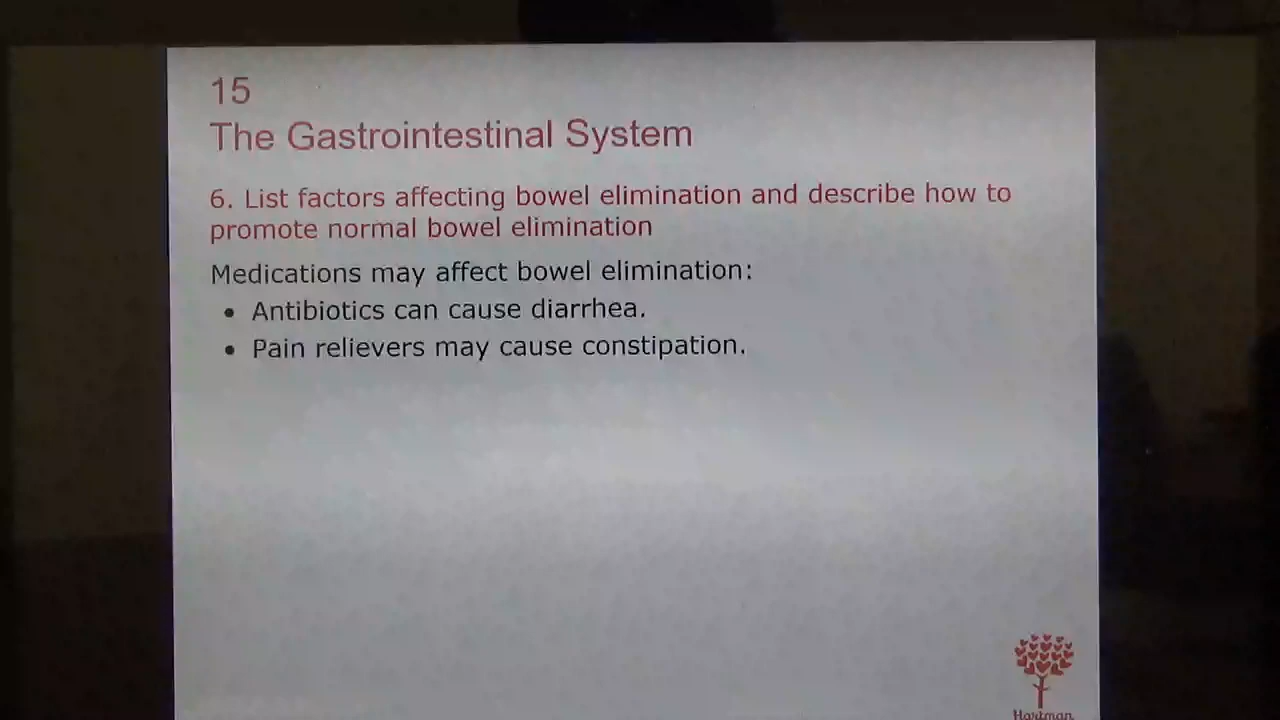 15
The Gastrointestinal System
6. List factors affecting bowel elimination and describe how to
promote normal bowel elimination
Medications may affect bowel elimination:
• Antibiotics can cause diarrhea.
• Pain relievers may cause constipation.
Hartman